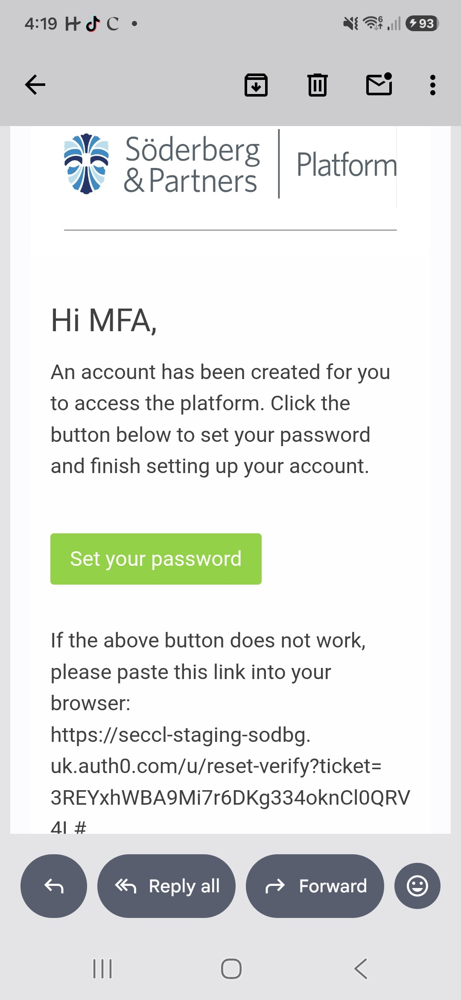 4:19
6
93
Söderberg
& Partners
Platform
Hi MFA,
An account has been created for you
to access the platform. Click the
button below to set your password
and finish setting up your account.
Set your password
If the above button does not work,
please paste this link into your
browser:
https://seccl-staging-sodbg.
uk.auth0.com/u/reset-verify?ticket=
3REYxhWBA9Mi7r6DKg334oknCl0QRV
Reply all
Forward